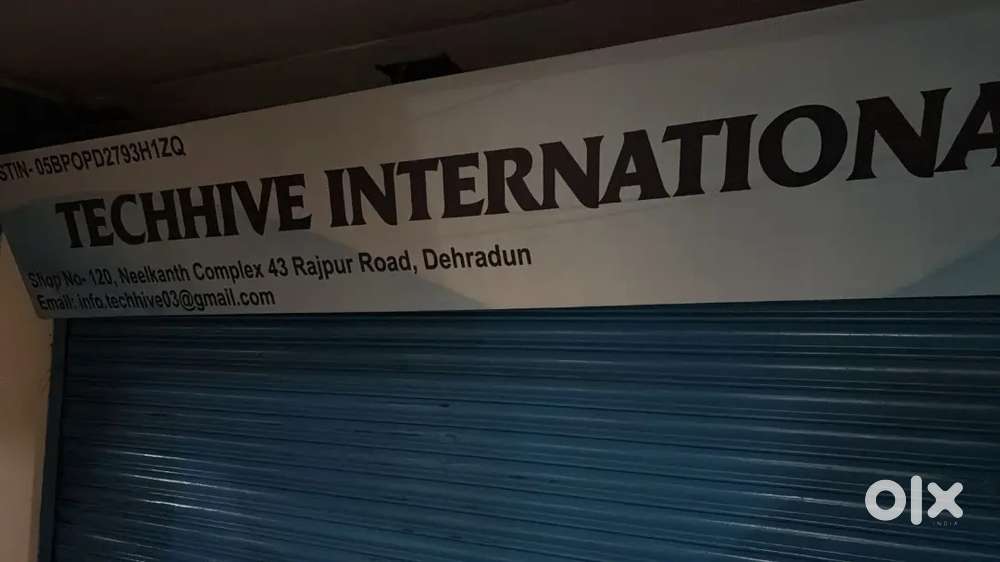 STIN- 05BPOPD2793H1ZQ
TECHHIVE INTERNATIONA
Shop No- 120, Neelkanth Complex 43 Rajpur Road, Dehradun
Email: info.techhive03@gmail.com
olx
INDIA